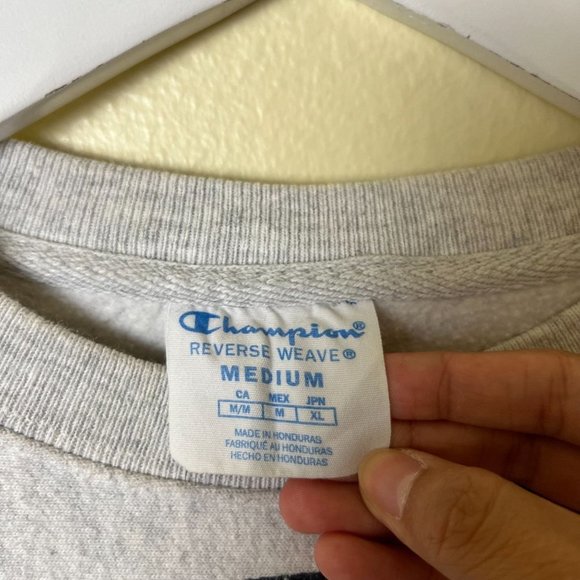 Champion®
REVERSE WEAVE®
MEDIUM
CA MEX JPN
M/M M XL
MADE IN HONDURAS
FABRIQUÉ AU HONDURAS
HECHO EN HONDURAS